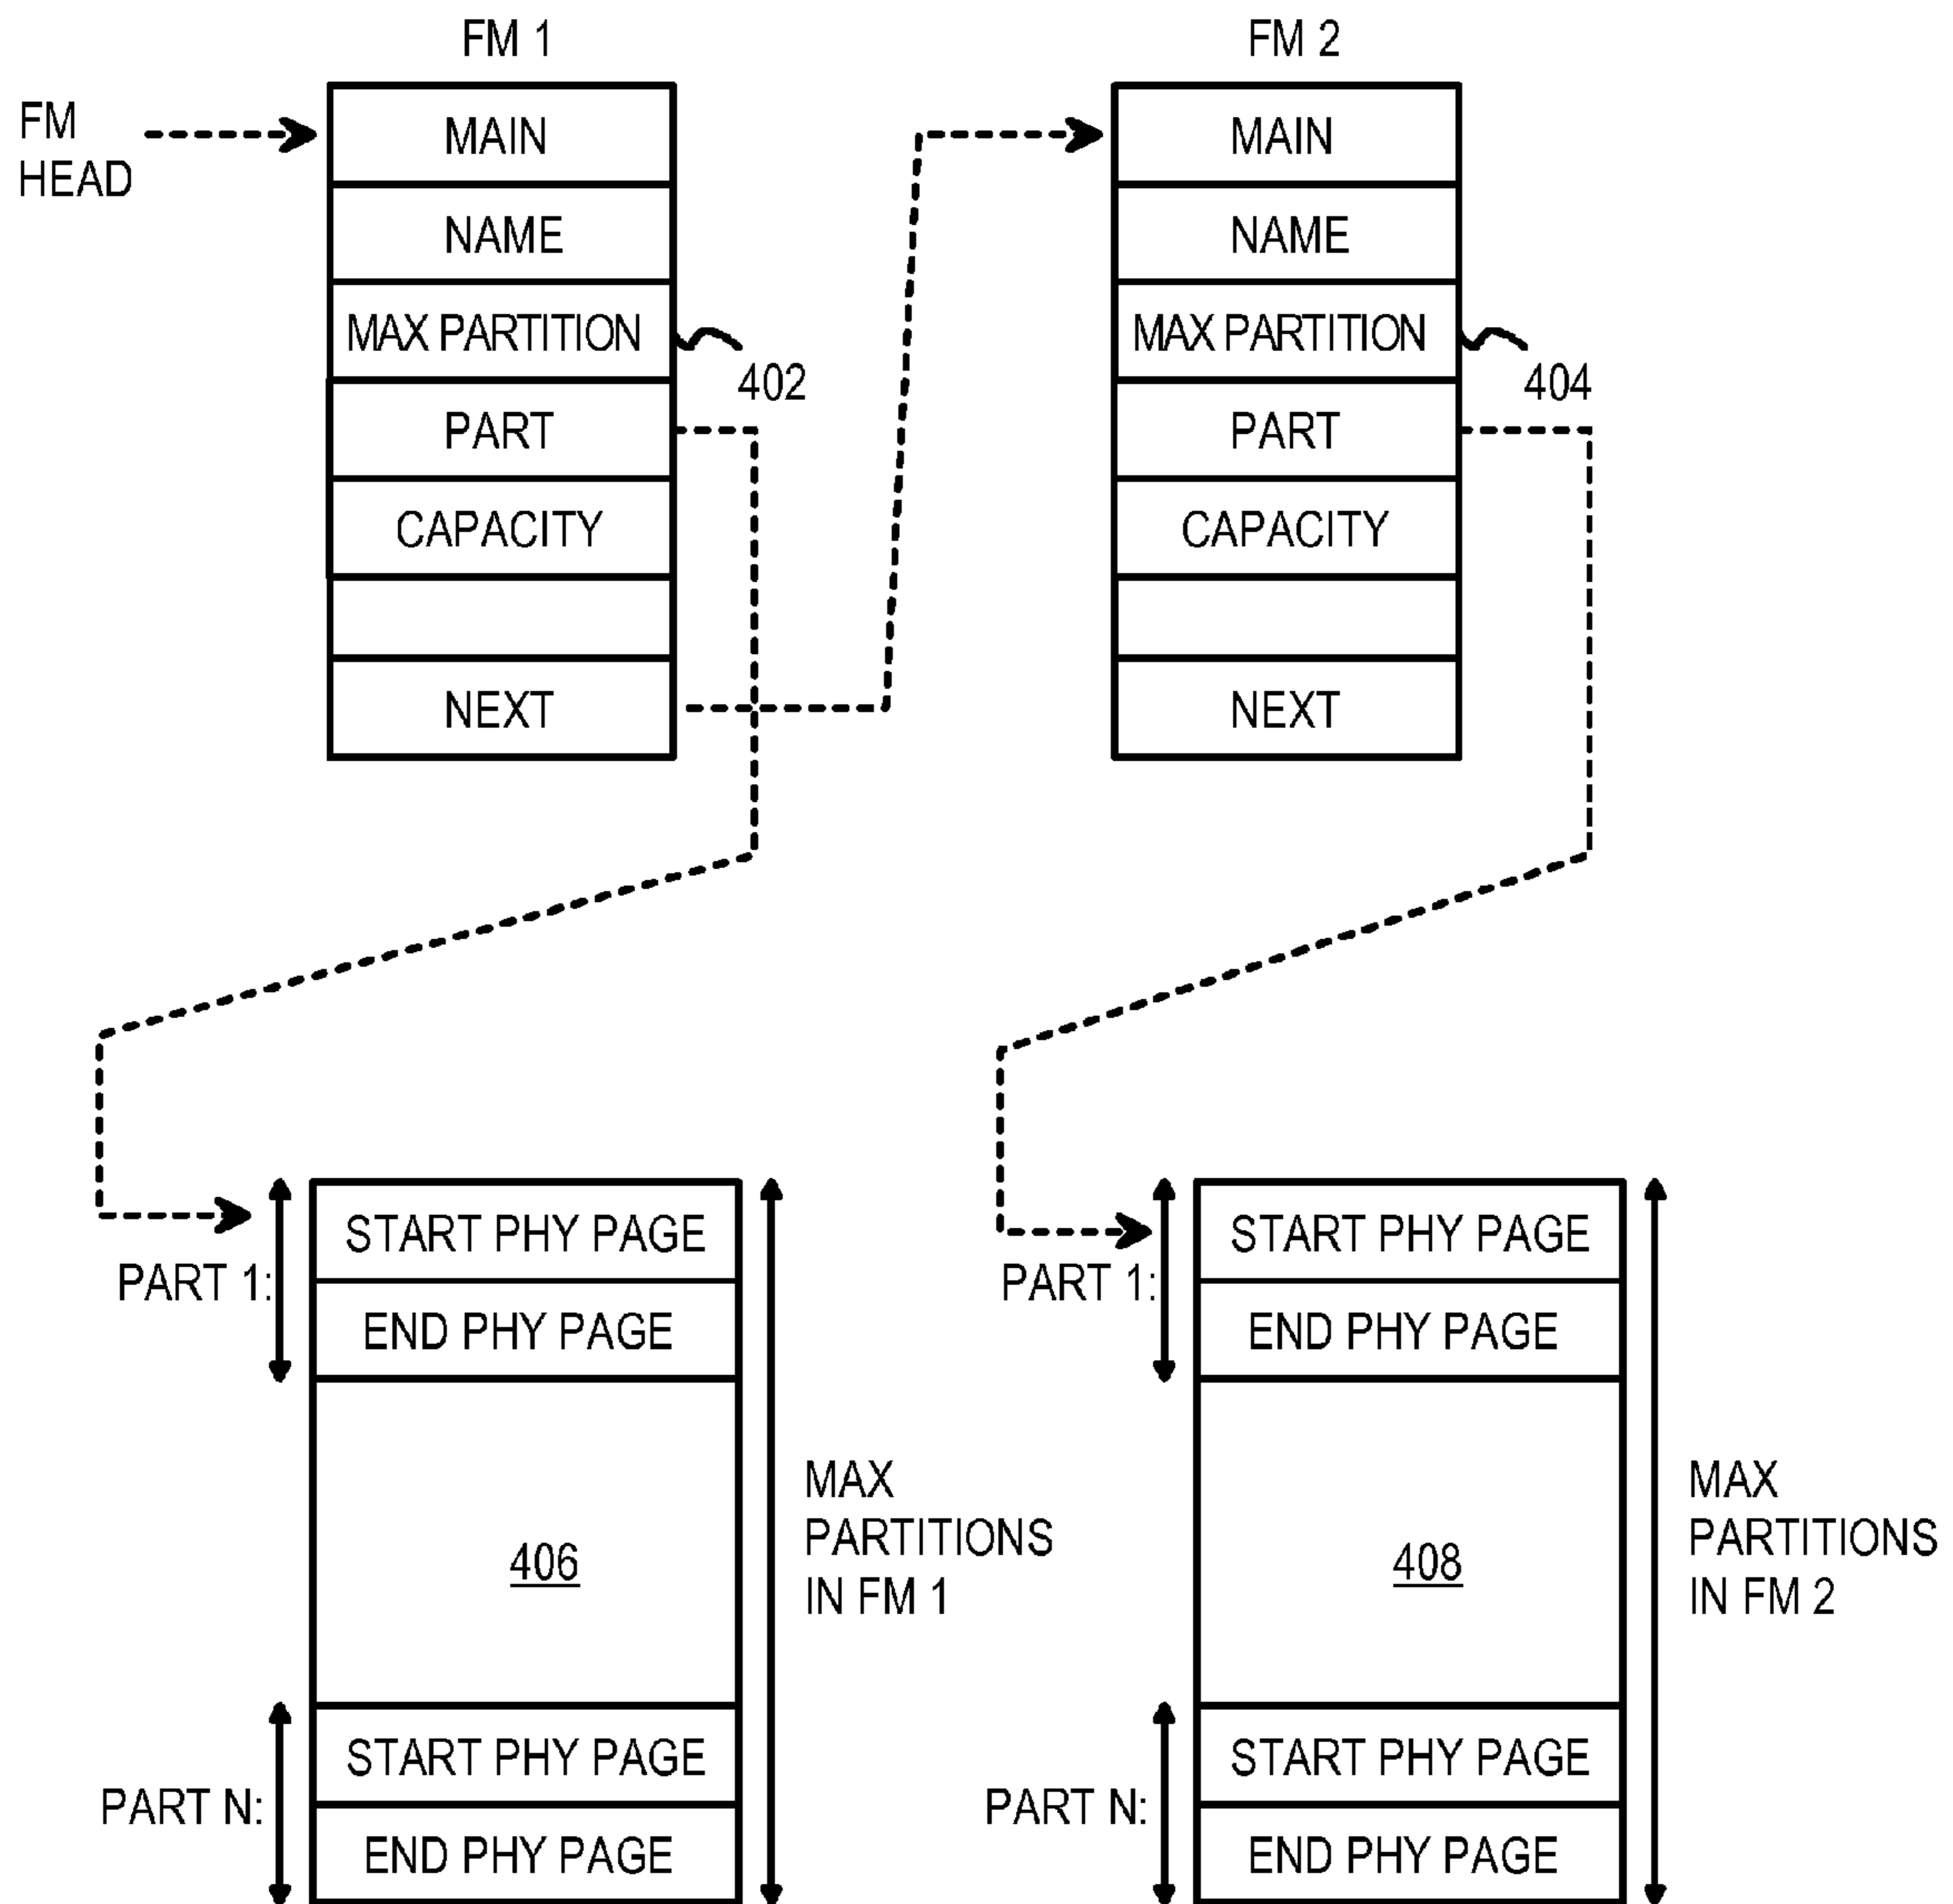 FM 1
FM
HEAD
MAIN
NAME
MAX PARTITION
402
PART
CAPACITY
NEXT
FM 2
MAIN
NAME
MAX PARTITION
404
PART
CAPACITY
NEXT
PART 1:
START PHY PAGE
END PHY PAGE
406
MAX
PARTITIONS
IN FM 1
PART N:
START PHY PAGE
END PHY PAGE
PART 1:
START PHY PAGE
END PHY PAGE
408
MAX
PARTITIONS
IN FM 2
PART N:
START PHY PAGE
END PHY PAGE